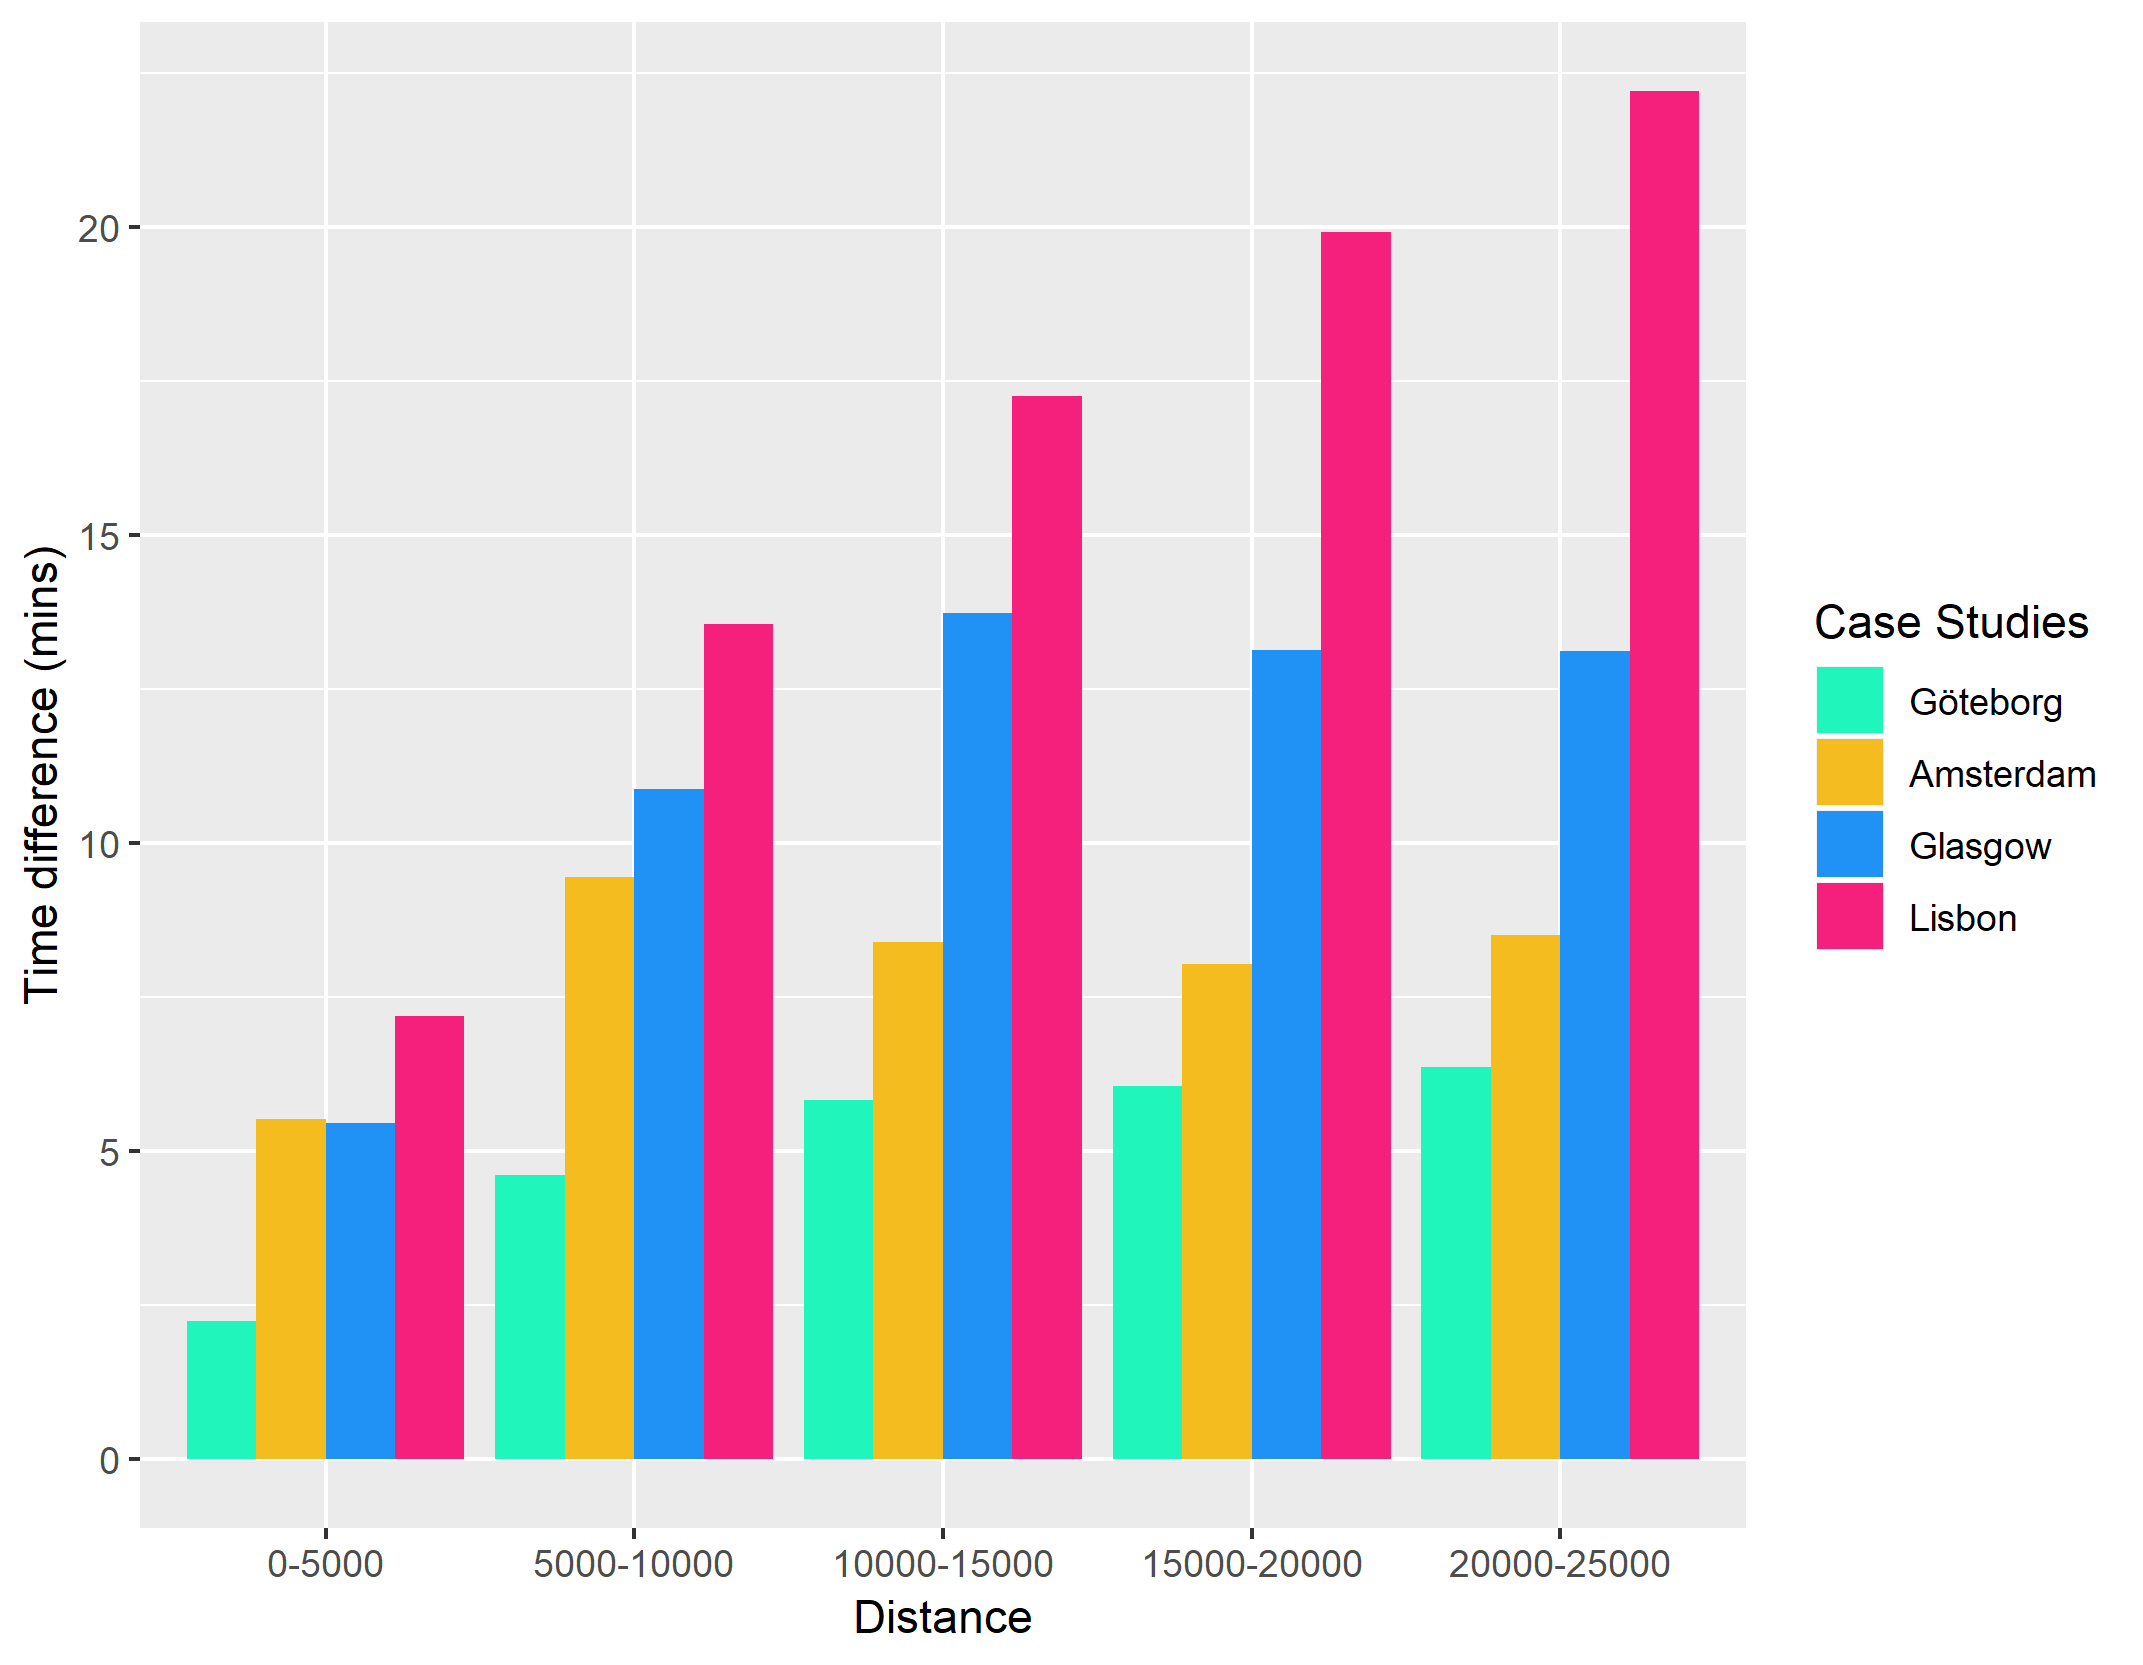 20
15
10
5
0
Time difference (mins)
0-5000
5000-10000
10000-15000
15000-20000
20000-25000
Distance
Case Studies
Göteborg
Amsterdam
Glasgow
Lisbon